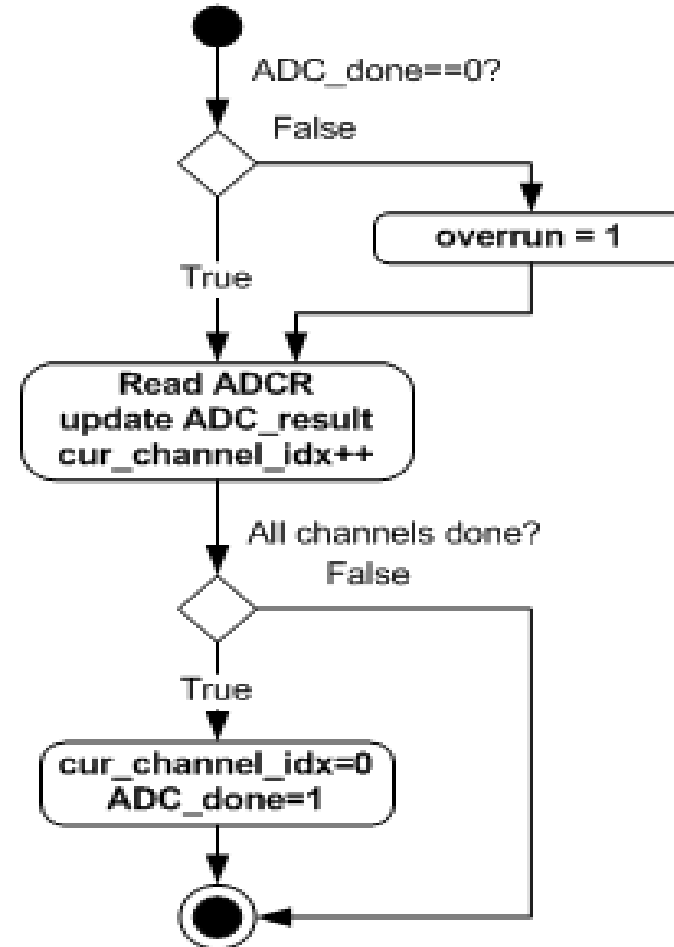 ADC_done==0?
False
overrun = 1
True
Read ADCR
update ADC_result
cur_channel_idx++
All channels done?
False
True
cur_channel_idx=0
ADC_done=1